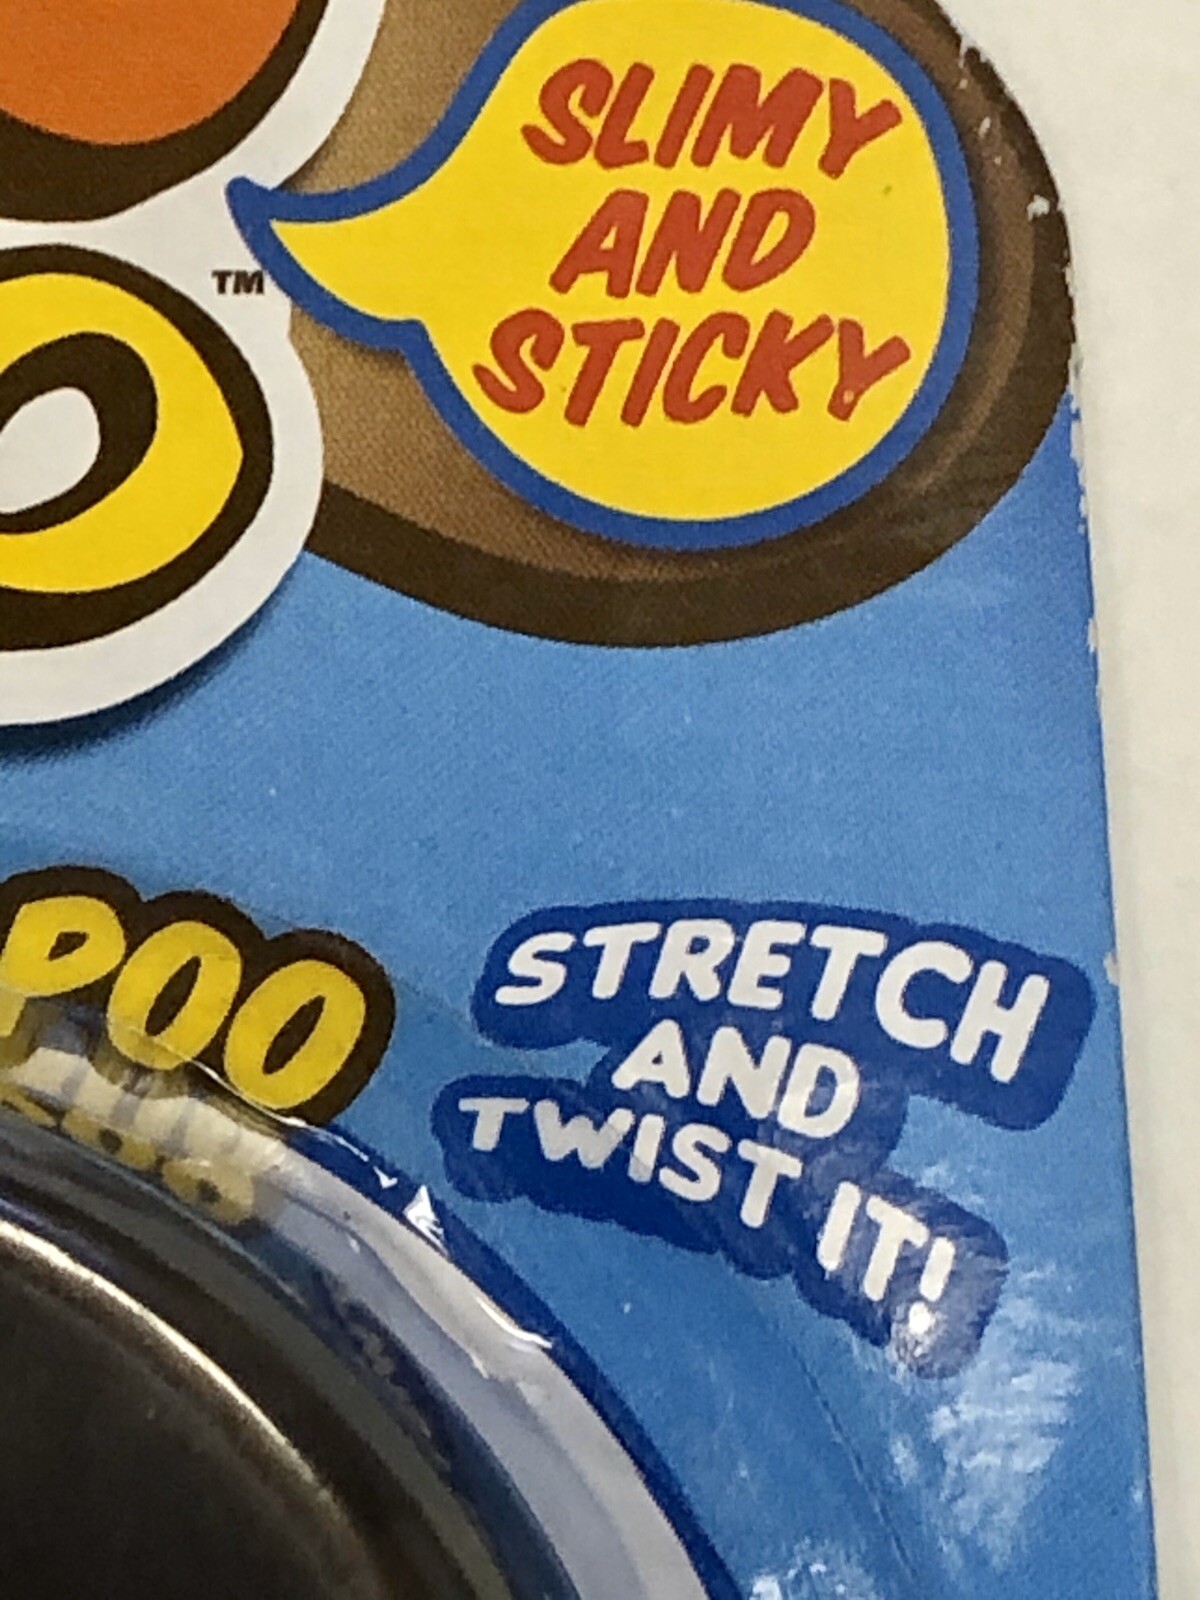 SLIMY
AND
STICKY
TM
POO
STRETCH
AND
TWIST IT!